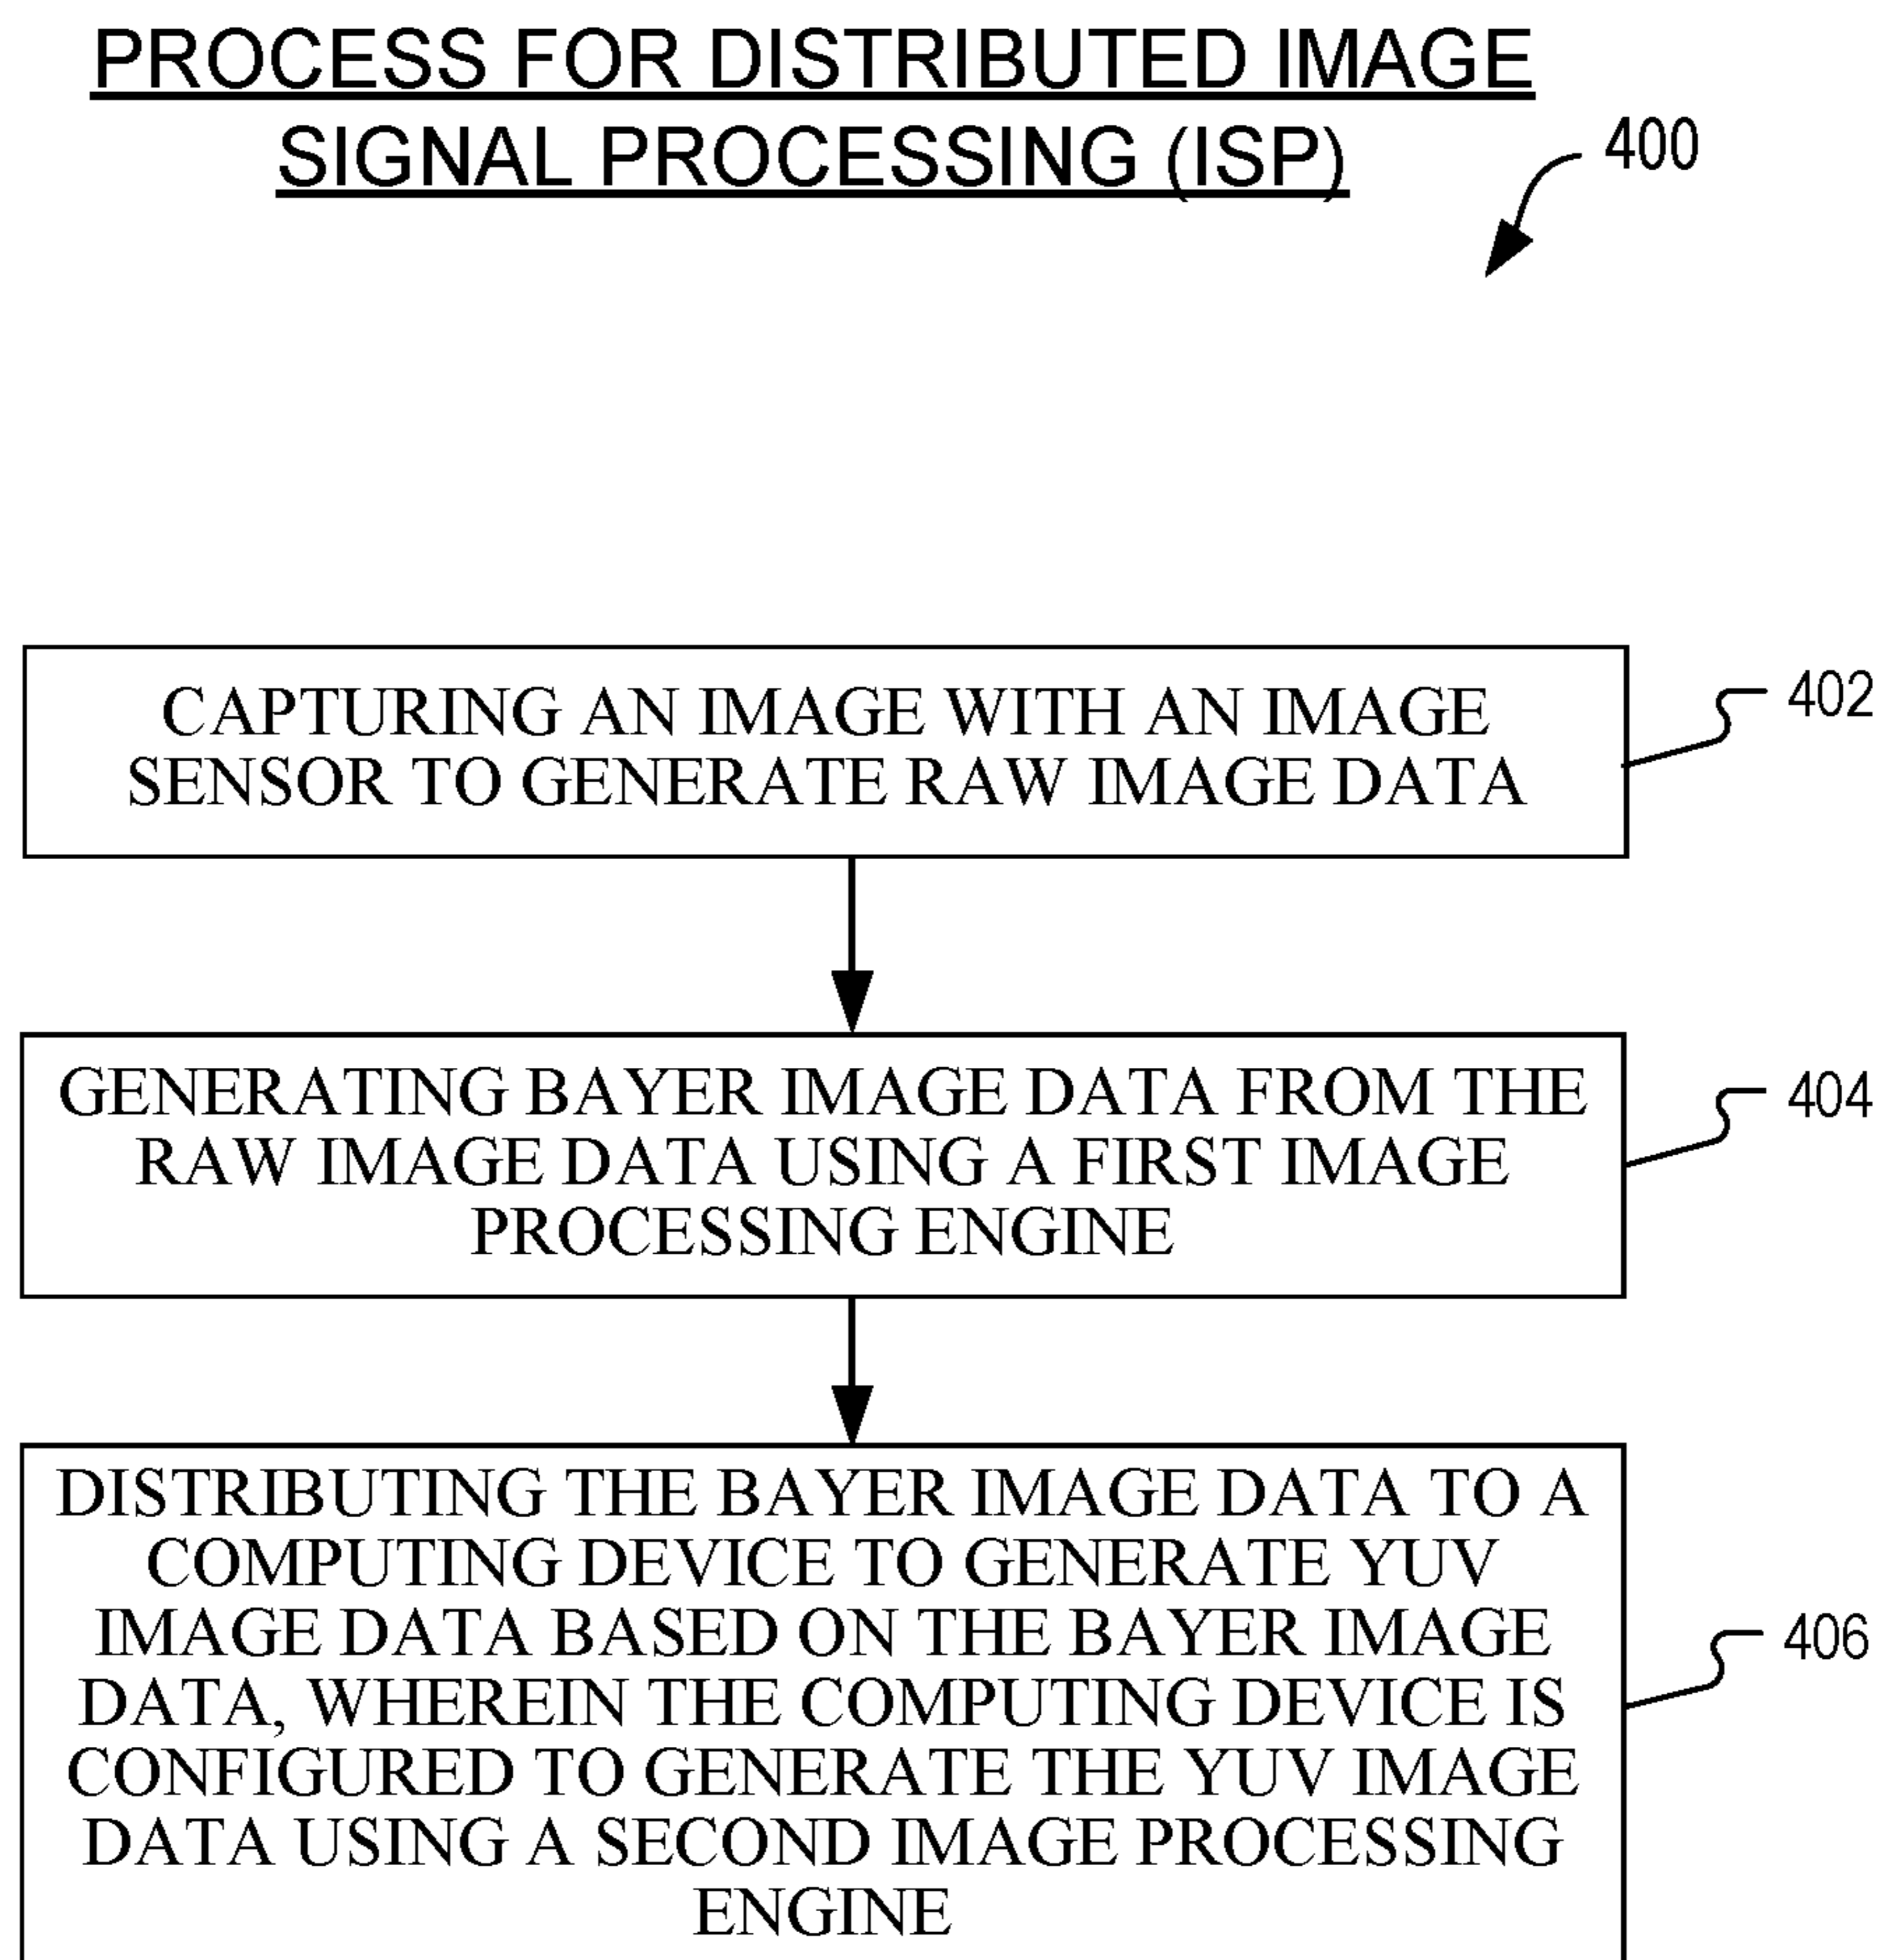 PROCESS FOR DISTRIBUTED IMAGE
SIGNAL PROCESSING (ISP)
400
CAPTURING AN IMAGE WITH AN IMAGE
SENSOR TO GENERATE RAW IMAGE DATA
402
GENERATING BAYER IMAGE DATA FROM THE
RAW IMAGE DATA USING A FIRST IMAGE
PROCESSING ENGINE
404
DISTRIBUTING THE BAYER IMAGE DATA TO A
COMPUTING DEVICE TO GENERATE YUV
IMAGE DATA BASED ON THE BAYER IMAGE
DATA, WHEREIN THE COMPUTING DEVICE IS
CONFIGURED TO GENERATE THE YUV IMAGE
DATA USING A SECOND IMAGE PROCESSING
ENGINE
406